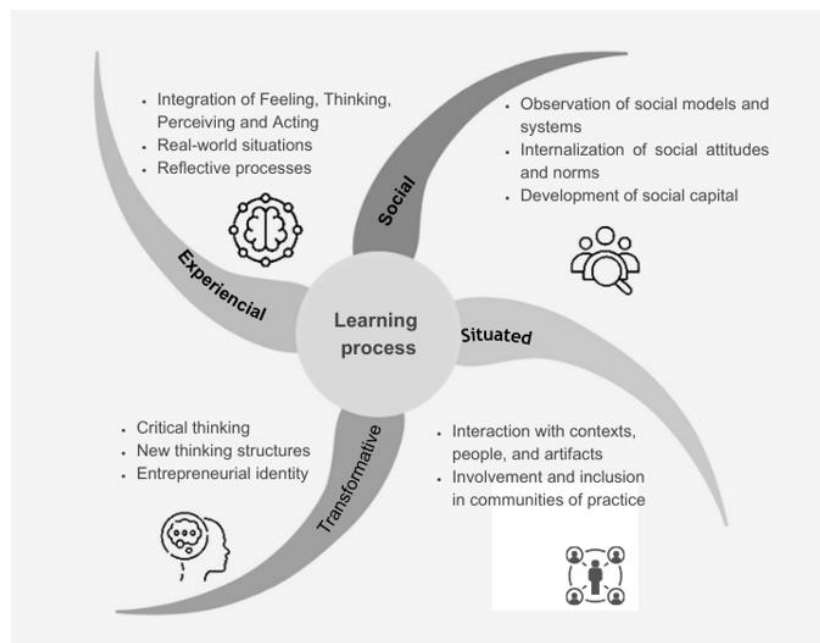 • Integration of Feeling, Thinking,
Perceiving and Acting
• Real-world situations
• Reflective processes
Experiencial
Social
• Observation of social models and
systems
• Internalization of social attitudes
and norms
• Development of social capital
Learning
process
Situated
• Critical thinking
• New thinking structures
• Entrepreneurial identity
Transformative
• Interaction with contexts,
people, and artifacts
• Involvement and inclusion
in communities of practice